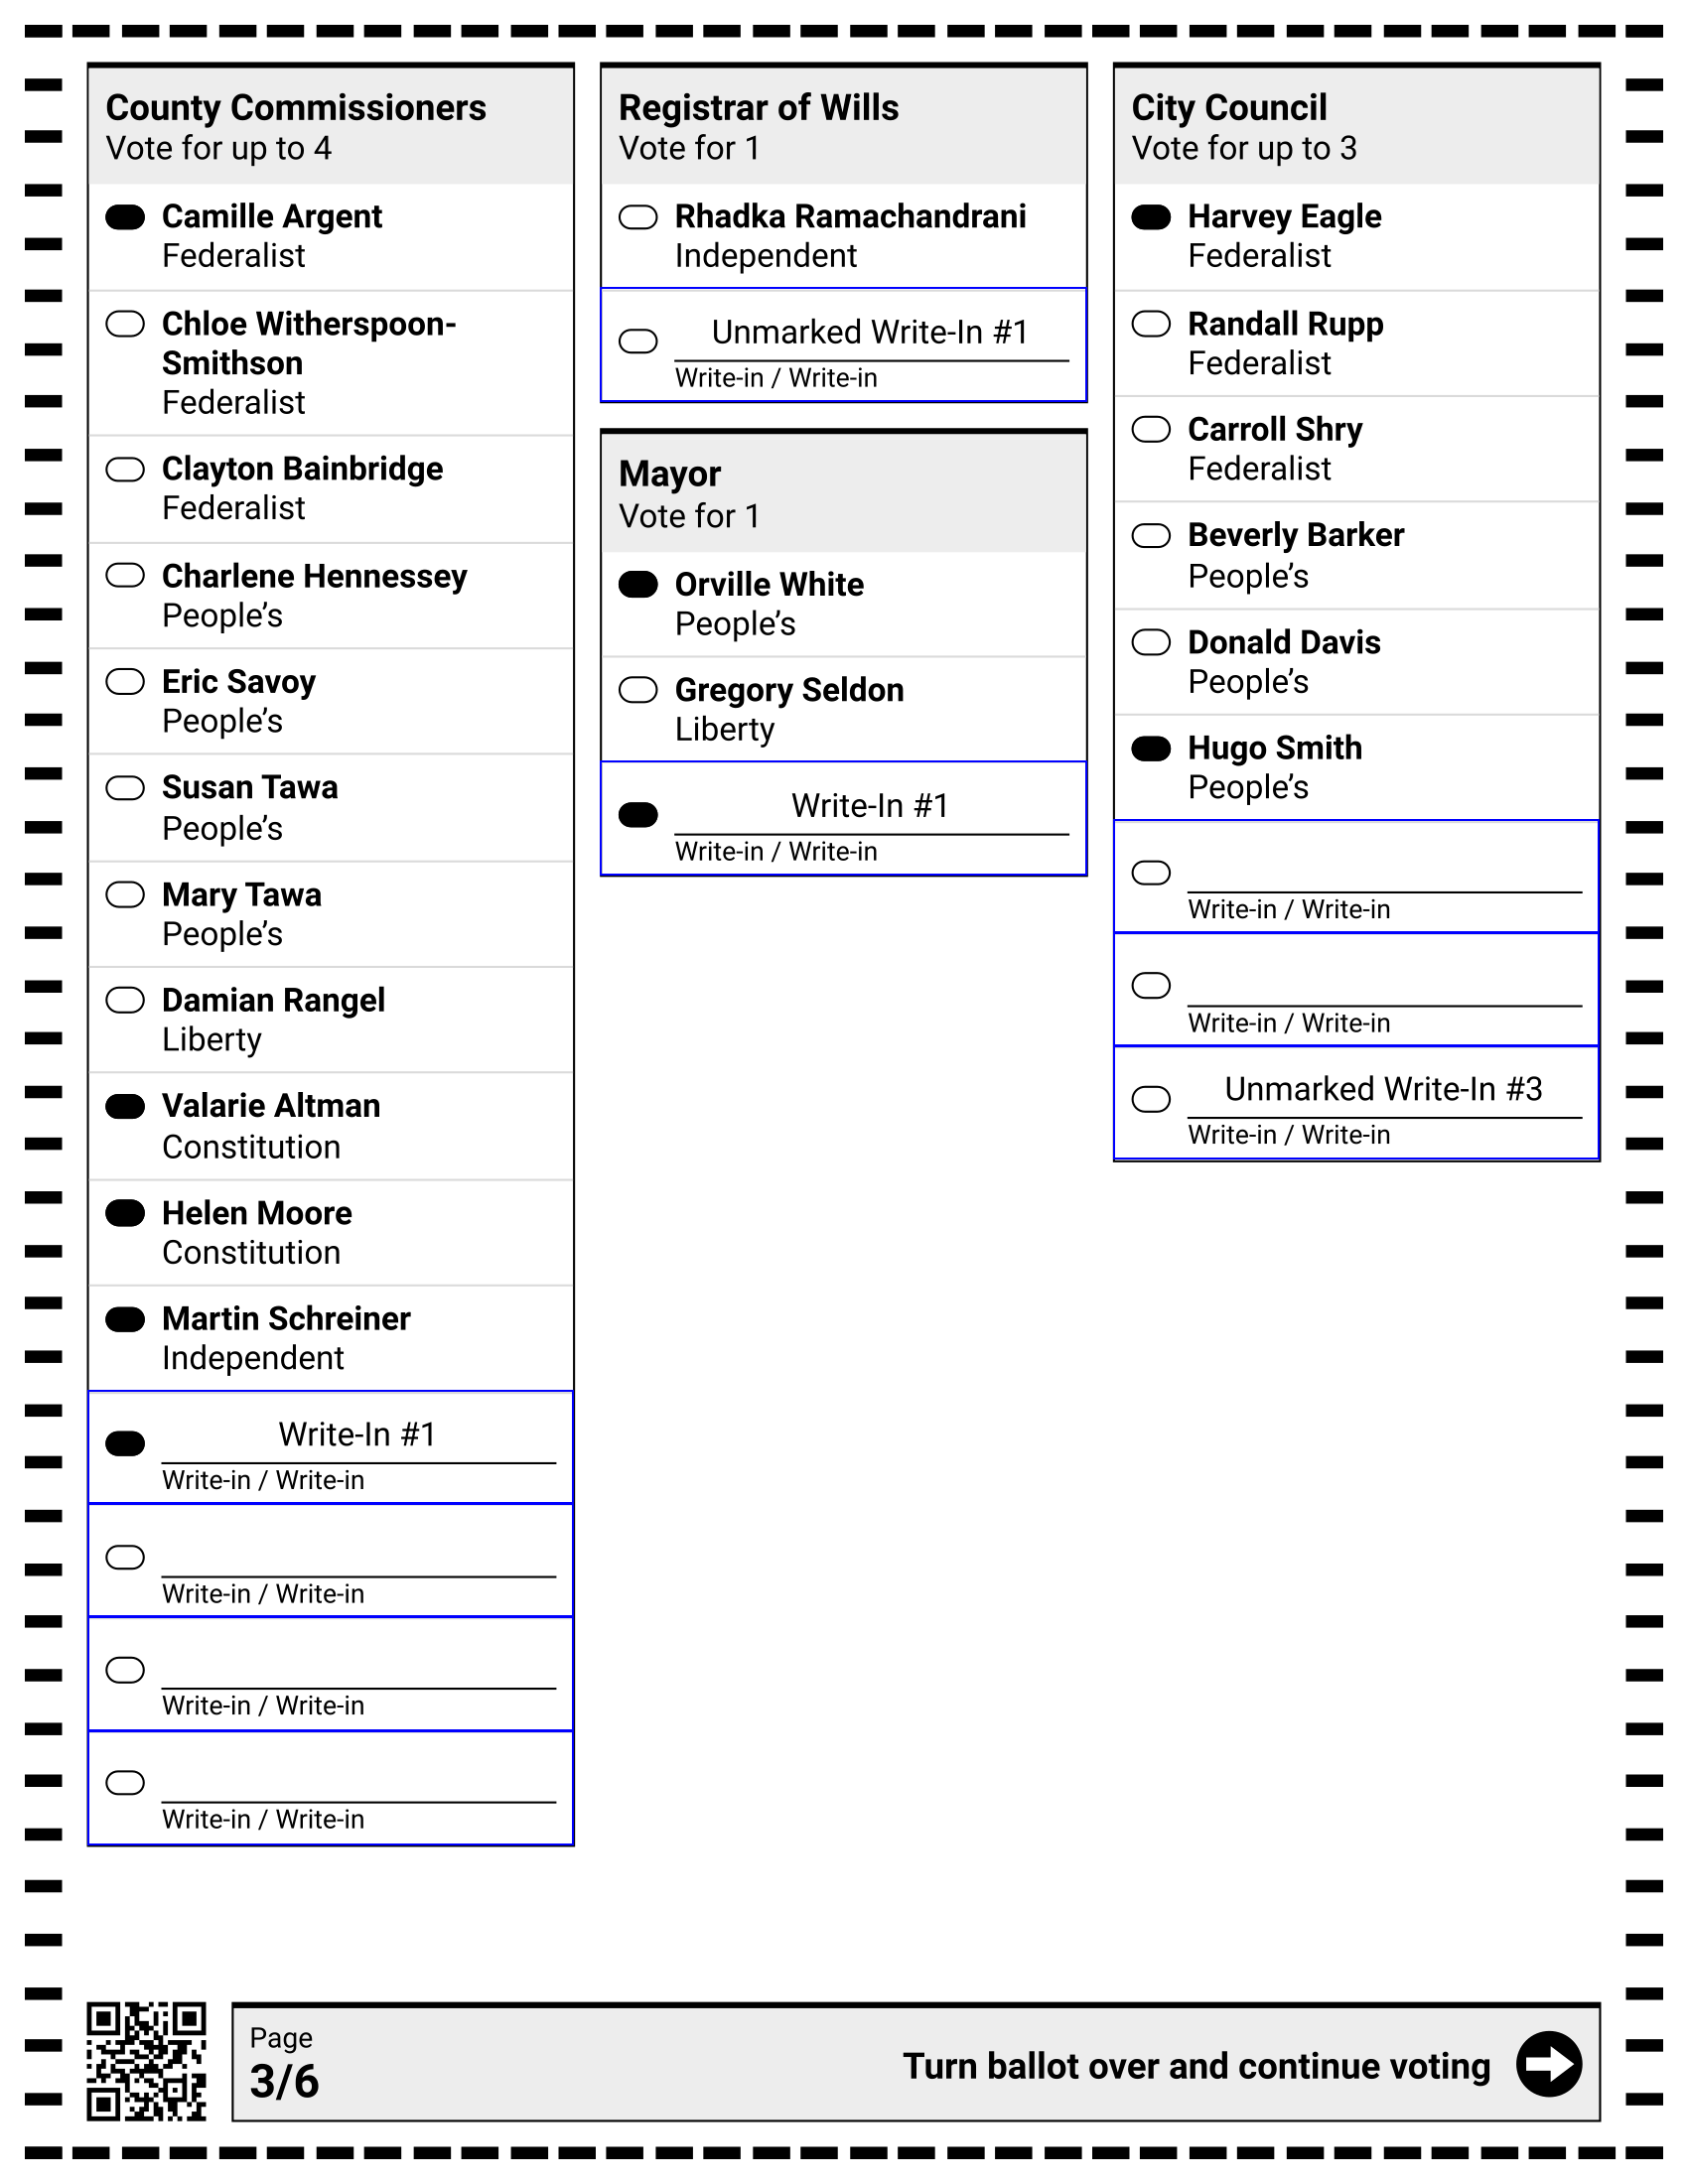 County Commissioners
Vote for up to 4
Camille Argent
Federalist
Chloe Witherspoon-
Smithson
Federalist
Clayton Bainbridge
Federalist
Charlene Hennessey
People’s
Eric Savoy
People’s
Susan Tawa
People’s
Mary Tawa
People’s
Damian Rangel
Liberty
Valarie Altman
Constitution
Helen Moore
Constitution
Martin Schreiner
Independent
Write-In #1
Write-in / Write-in
Write-in / Write-in
Write-in / Write-in
Write-in / Write-in
Registrar of Wills
Vote for 1
Rhadka Ramachandrani
Independent
Unmarked Write-In #1
Write-in / Write-in
Mayor
Vote for 1
Orville White
People’s
Gregory Seldon
Liberty
Write-In #1
Write-in / Write-in
City Council
Vote for up to 3
Harvey Eagle
Federalist
Randall Rupp
Federalist
Carroll Shry
Federalist
Beverly Barker
People’s
Donald Davis
People’s
Hugo Smith
People’s
Write-in / Write-in
Write-in / Write-in
Unmarked Write-In #3
Write-in / Write-in
Page
3/6
Turn ballot over and continue voting